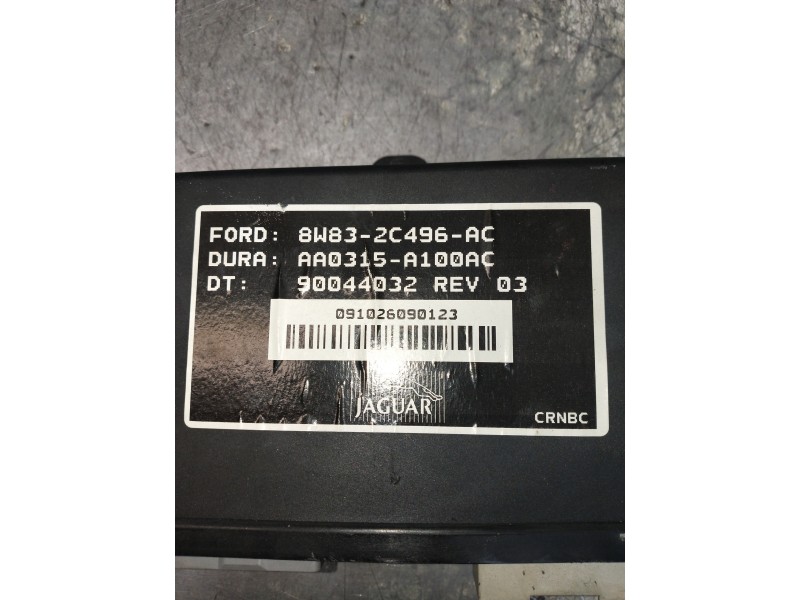 FORD: 8W83-2C496-AC
DURA: AA0315-A100AC
DT: 90044032 REV 03
091026090123
JAGUAR
CRNBC